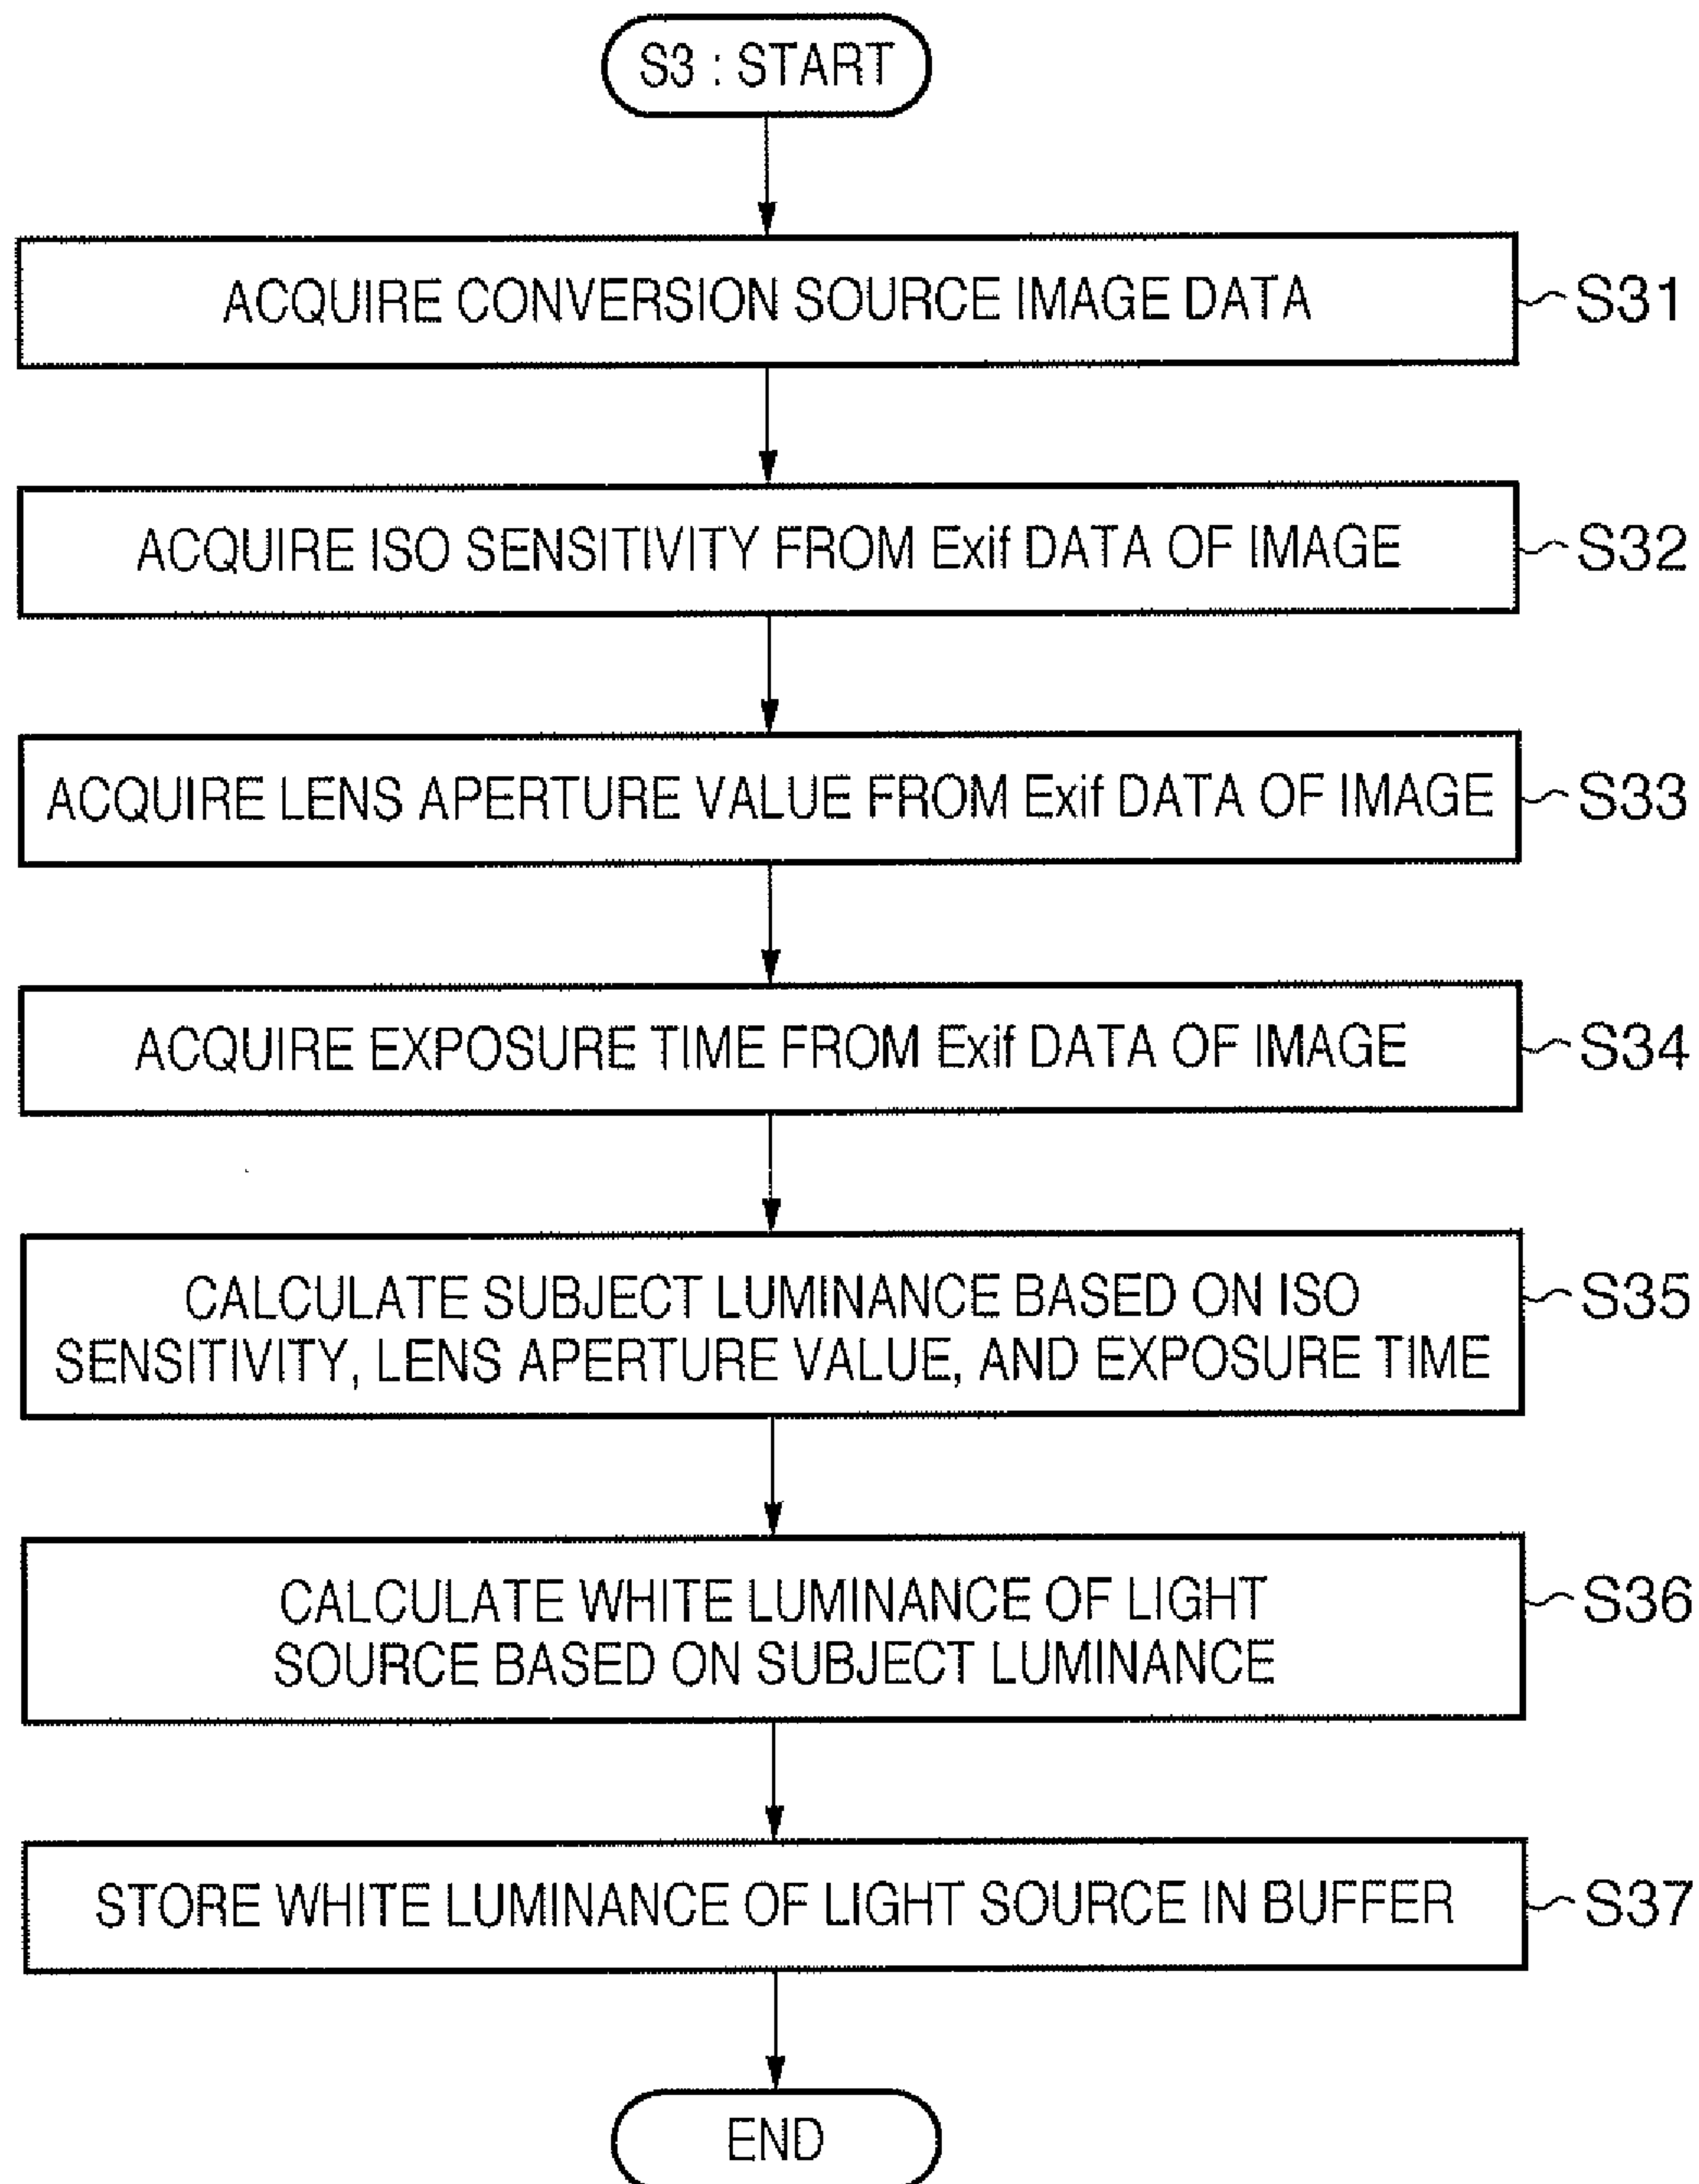 S3 : START
ACQUIRE CONVERSION SOURCE IMAGE DATA
S31
ACQUIRE ISO SENSITIVITY FROM Exif DATA OF IMAGE
S32
ACQUIRE LENS APERTURE VALUE FROM Exif DATA OF IMAGE
S33
ACQUIRE EXPOSURE TIME FROM Exif DATA OF IMAGE
S34
CALCULATE SUBJECT LUMINANCE BASED ON ISO
SENSITIVITY, LENS APERTURE VALUE, AND EXPOSURE TIME
S35
CALCULATE WHITE LUMINANCE OF LIGHT
SOURCE BASED ON SUBJECT LUMINANCE
S36
STORE WHITE LUMINANCE OF LIGHT SOURCE IN BUFFER
S37
END